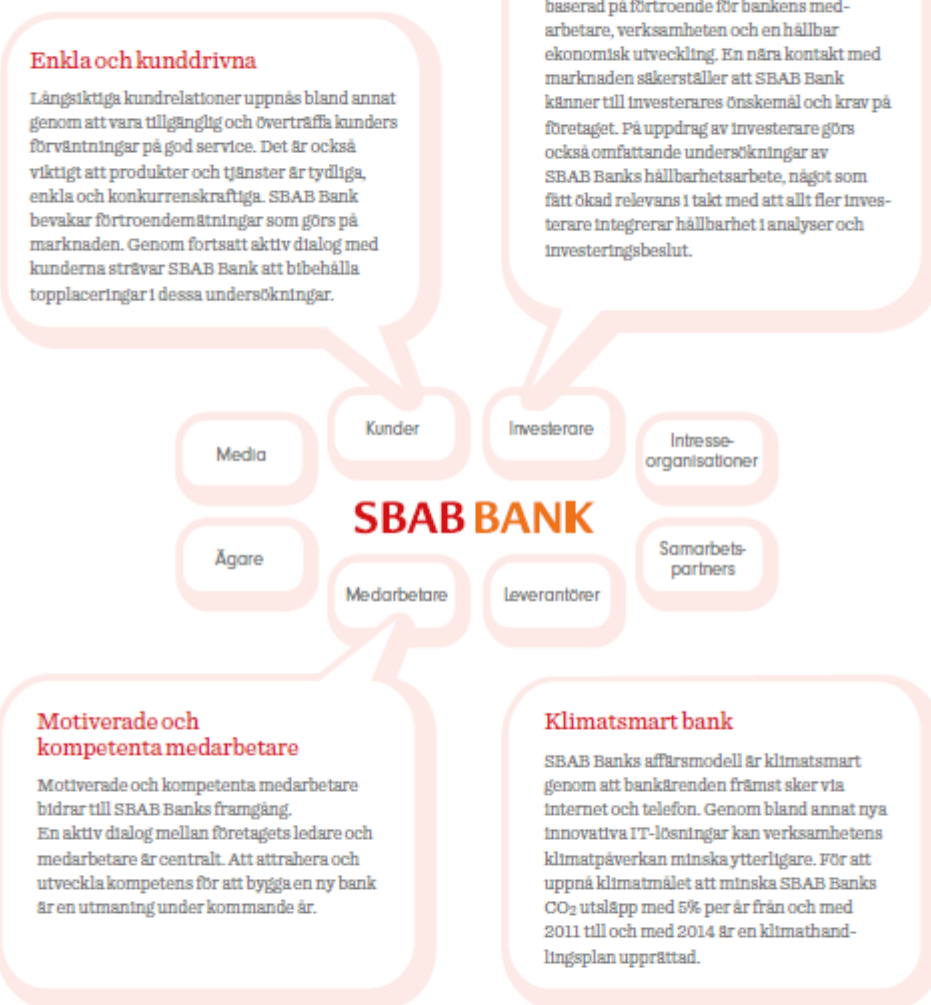 Enkla och kunddrivna
Långsiktiga kundrelationer uppnås bland annat
genom att vara tillgänglig och överträffa kunders
förväntningar på god service. Det är också
viktigt att produkter och tjänster är tydliga,
enkla och konkurrenskraftiga. SBAB Bank
bevakar förtroendemätningar som görs på
marknaden. Genom fortsatt aktiv dialog med
kunderna strävar SBAB Bank att bibehålla
topplaceringar i dessa undersökningar.
baserad på förtroende för bankens med-
arbetare, verksamheten och en hållbar
ekonomisk utveckling. En nära kontakt med
marknaden säkerställer att SBAB Bank
känner till investerares önskemål och krav på
företaget. På uppdrag av investerare görs
också omfattande undersökningar av
SBAB Banks hållbarhetsarbete, något som
fått ökad relevans i takt med att allt fler inves-
terare integrerar hållbarhet i analyser och
investeringsbeslut.
Media
Kunder
Investerare
Intresse-
organisationer
SBAB BANK
Ägare
Medarbetare
Leverantörer
Samarbets-
partners
Motiverade och
kompetenta medarbetare
Motiverade och kompetenta medarbetare
bidrar till SBAB Banks framgång.
En aktiv dialog mellan företagets ledare och
medarbetare är centralt. Att attrahera och
utveckla kompetens för att bygga en ny bank
är en utmaning under kommande år.
Klimatsmart bank
SBAB Banks affärsmodell är klimatsmart
genom att bankärenden främst sker via
internet och telefon. Genom bland annat nya
innovativa IT-lösningar kan verksamhetens
klimatpåverkan minska ytterligare. För att
uppnå klimatmålet att minska SBAB Banks
CO₂ utsläpp med 5% per år från och med
2011 till och med 2014 är en klimathand-
lingsplan upprättad.